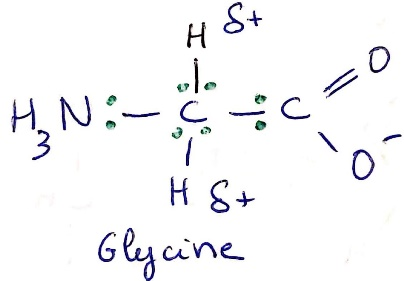 H δ+
O
H₃N : — C — : C
O⁻
H δ+
Glycine